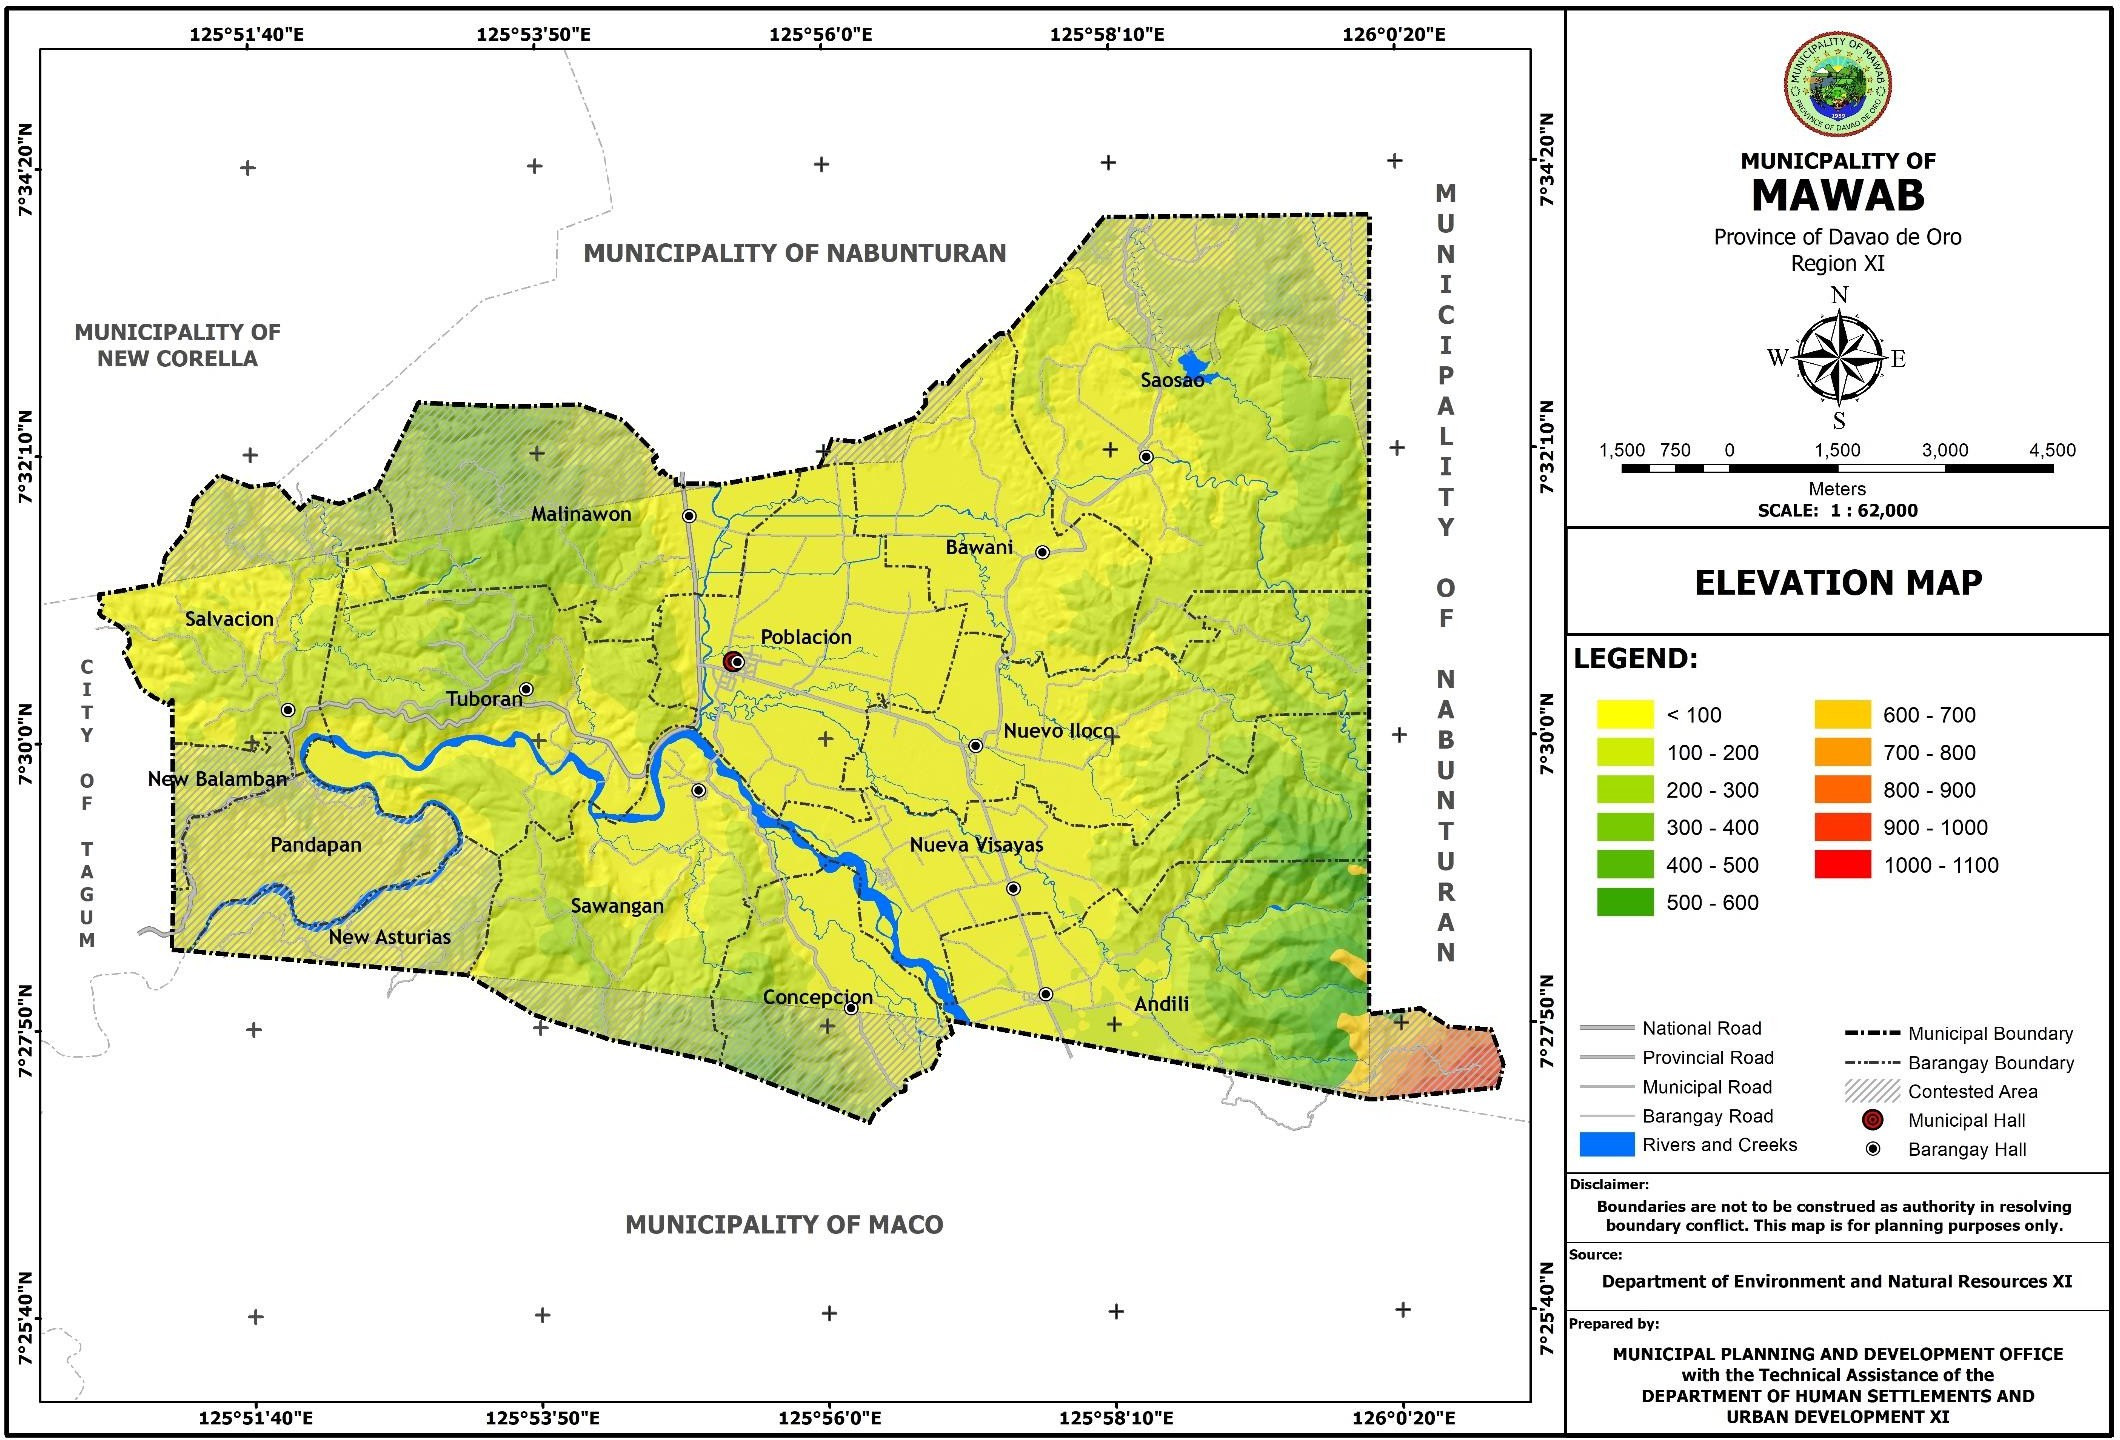 125°51'40"E
125°53'50"E
125°56'0"E
125°58'10"E
126°0'20"E
7°34'20"N
7°32'10"N
7°30'0"N
7°27'50"N
7°25'40"N
MUNICIPALITY OF NABUNTURAN
MUNICIPALITY OF
NEW CORELLA
MUNICIPALITY OF NABUNTURAN
CITY OF TAGUM
Saosao
Malinawon
Bawani
Salvacion
Poblacion
Tuboran
Nuevo Iloco
New Balamban
Pandapan
Nueva Visayas
Sawangan
New Asturias
Concepcion
Andili
MUNICIPALITY OF MACO
7°34'20"N
7°32'10"N
7°30'0"N
7°27'50"N
7°25'40"N
125°51'40"E
125°53'50"E
125°56'0"E
125°58'10"E
126°0'20"E
MUNICIPALITY OF MAWAB
PROVINCE OF DAVAO DE ORO
1959
MUNICPALITY OF
MAWAB
Province of Davao de Oro
Region XI
N
W E
S
1,500 750 0 1,500 3,000 4,500
Meters
SCALE: 1 : 62,000
ELEVATION MAP
LEGEND:
< 100
100 - 200
200 - 300
300 - 400
400 - 500
500 - 600
600 - 700
700 - 800
800 - 900
900 - 1000
1000 - 1100
National Road
Provincial Road
Municipal Road
Barangay Road
Rivers and Creeks
Municipal Boundary
Barangay Boundary
Contested Area
Municipal Hall
Barangay Hall
Disclaimer:
Boundaries are not to be construed as authority in resolving
boundary conflict. This map is for planning purposes only.
Source:
Department of Environment and Natural Resources XI
Prepared by:
MUNICIPAL PLANNING AND DEVELOPMENT OFFICE
with the Technical Assistance of the
DEPARTMENT OF HUMAN SETTLEMENTS AND
URBAN DEVELOPMENT XI